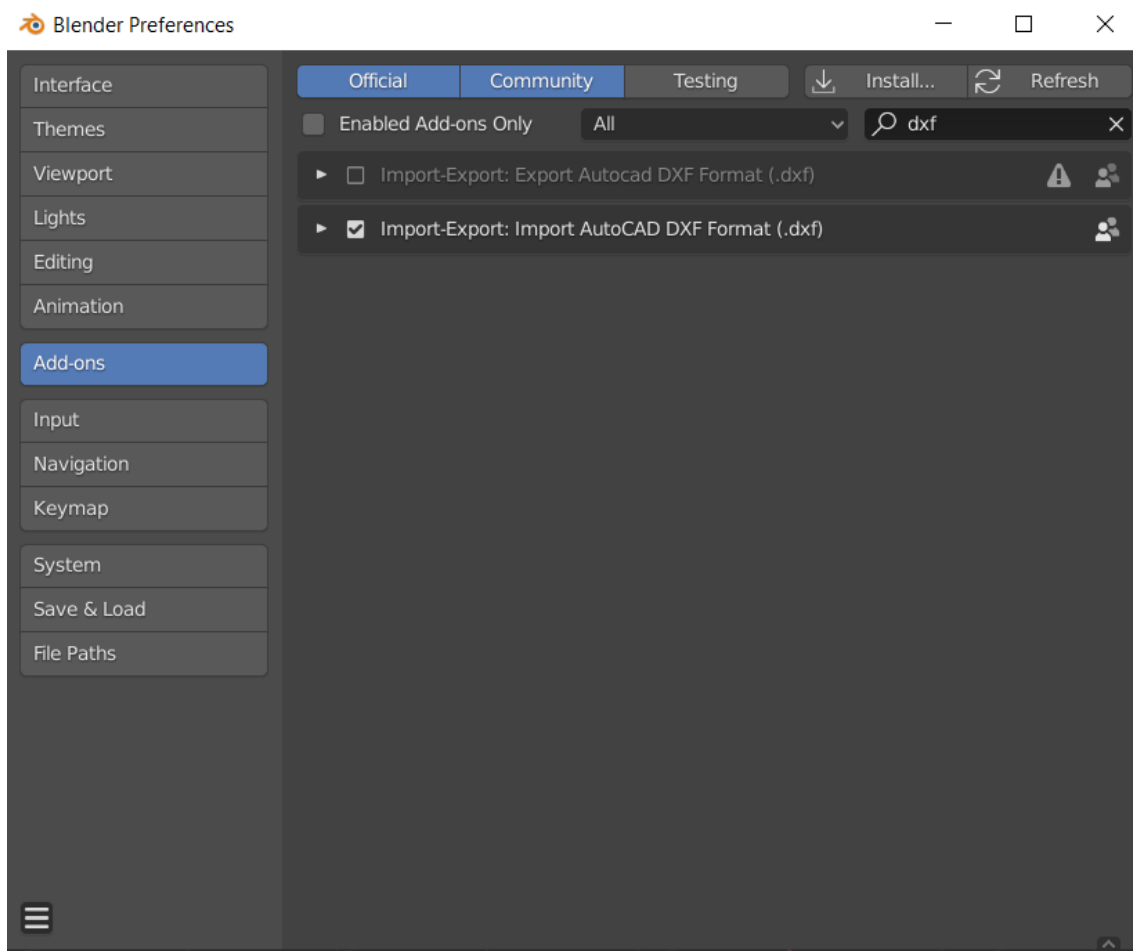 Blender Preferences
Interface
Themes
Viewport
Lights
Editing
Animation
Add-ons
Input
Navigation
Keymap
System
Save & Load
File Paths
Official Community Testing Install... Refresh
Enabled Add-ons Only All dxf
Import-Export: Export Autocad DXF Format (.dxf)
Import-Export: Import AutoCAD DXF Format (.dxf)